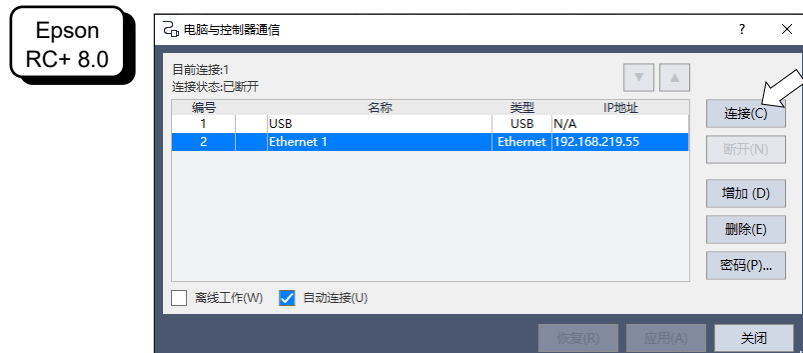 Epson
RC+ 8.0
电脑与控制器通信
目前连接:1
连接状态:已断开
编号 名称 类型 IP地址
1 USB USB N/A
2 Ethernet 1 Ethernet 192.168.219.55
连接(C)
断开(N)
增加 (D)
删除(E)
密码(P)...
离线工作(W) 自动连接(U)
恢复(R) 应用(A) 关闭